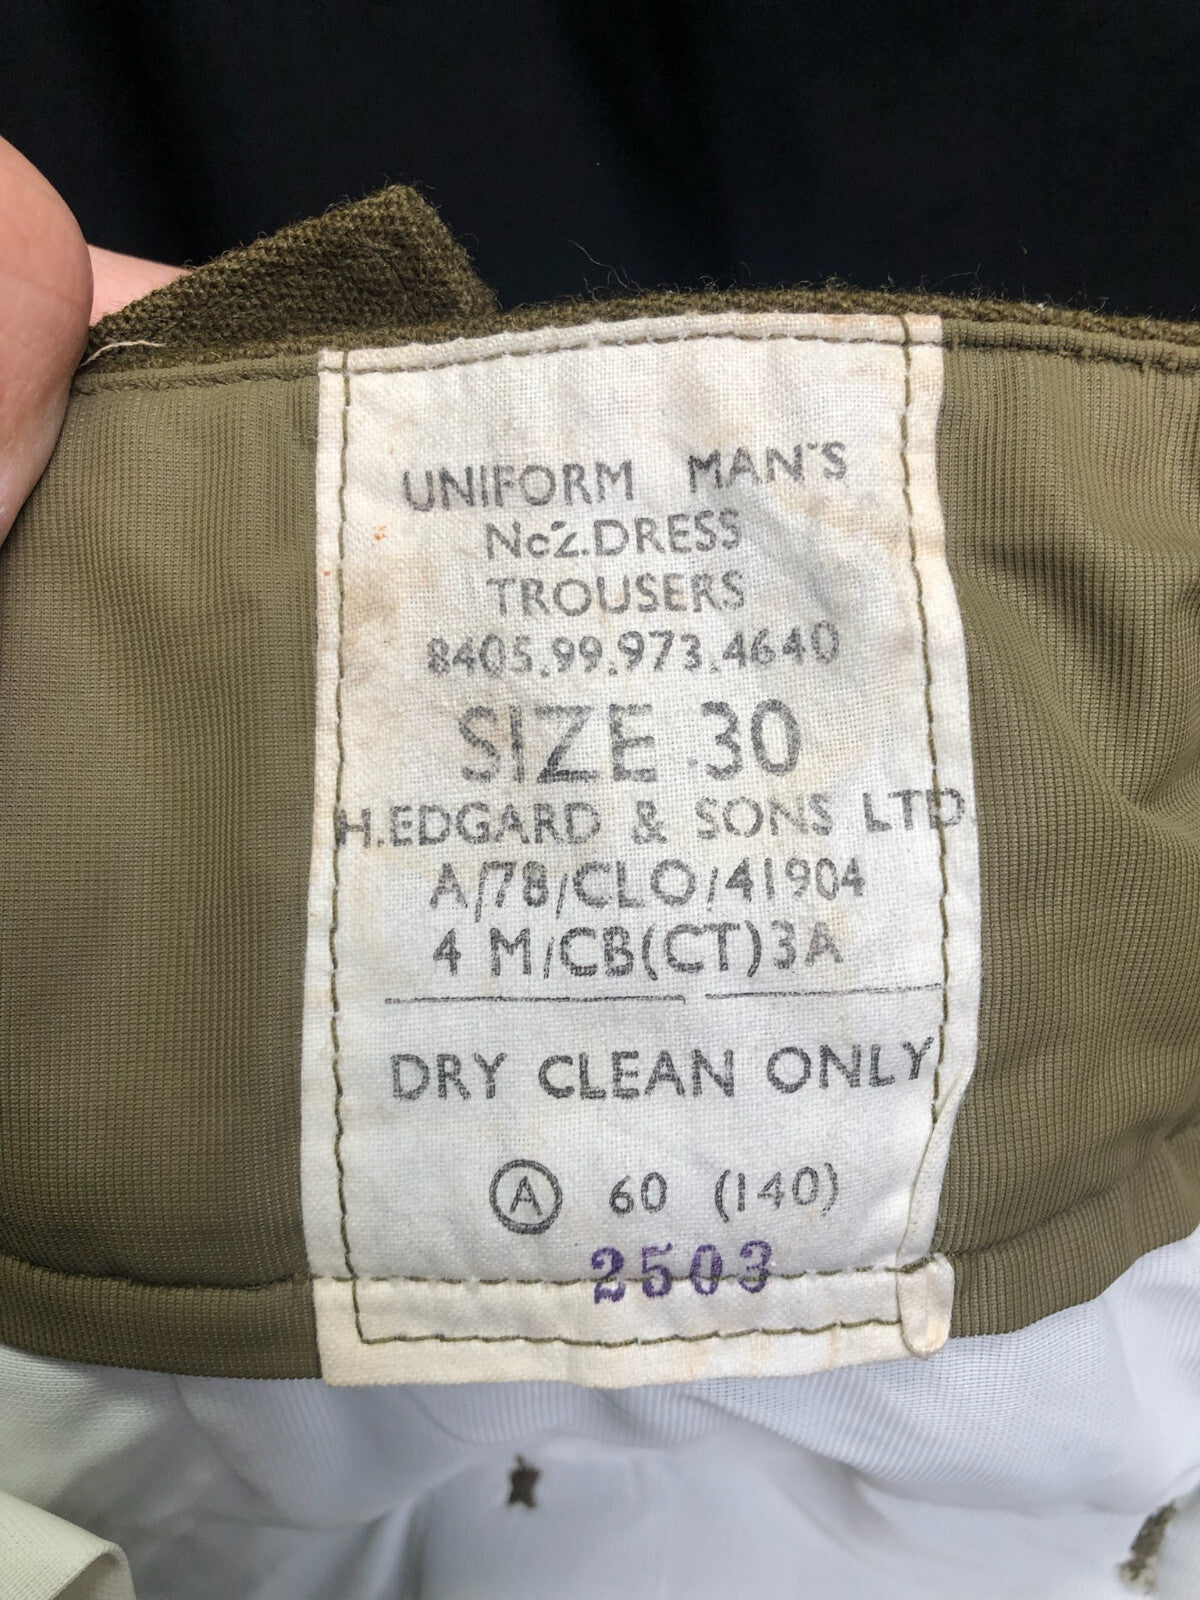 UNIFORM MAN'S
No2.DRESS
TROUSERS
8405.99.973.4640
SIZE 30
H.EDGARD & SONS LTD.
A/78/CLO/41904
4 M/CB(CT)3A
DRY CLEAN ONLY
A 60 (140)
2503